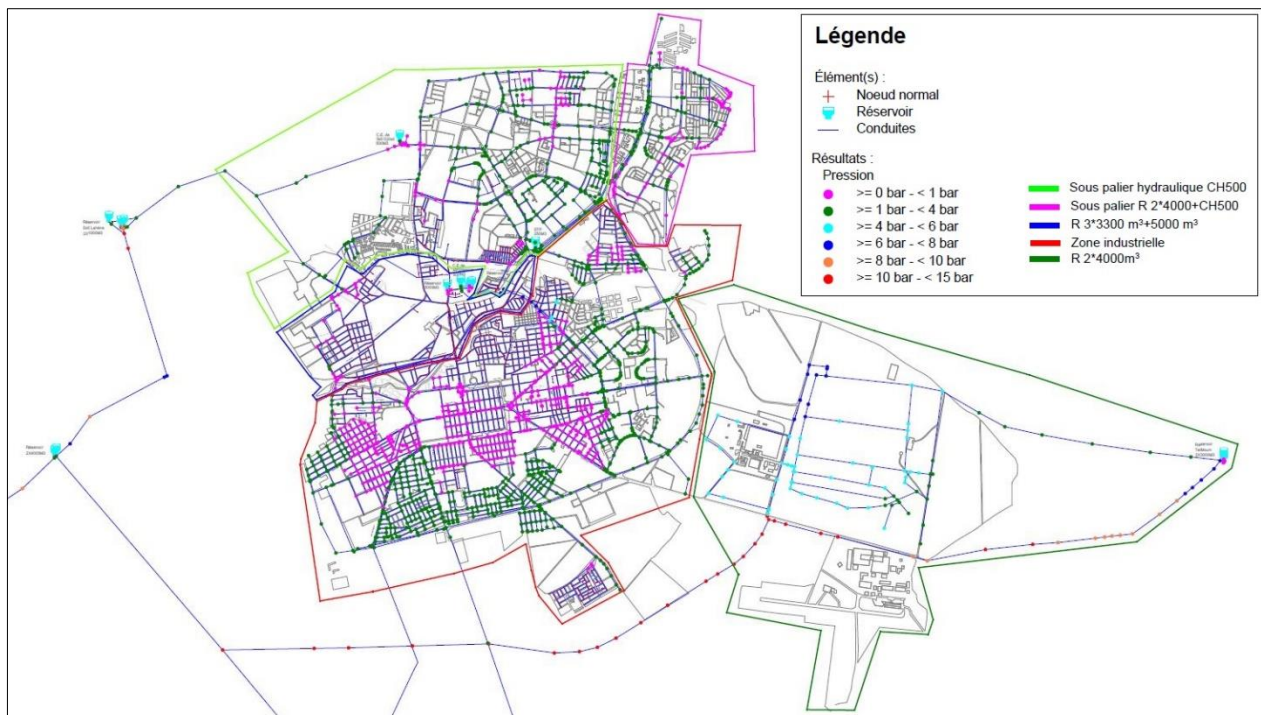 Légende
Élément(s) :
Noeud normal
Réservoir
Conduites
Résultats :
Pression
>= 0 bar - < 1 bar
>= 1 bar - < 4 bar
>= 4 bar - < 6 bar
>= 6 bar - < 8 bar
>= 8 bar - < 10 bar
>= 10 bar - < 15 bar
Sous palier hydraulique CH500
Sous palier R 2*4000+CH500
R 3*3300 m³+5000 m³
Zone industrielle
R 2*4000m³
Réservoir
Réservoir